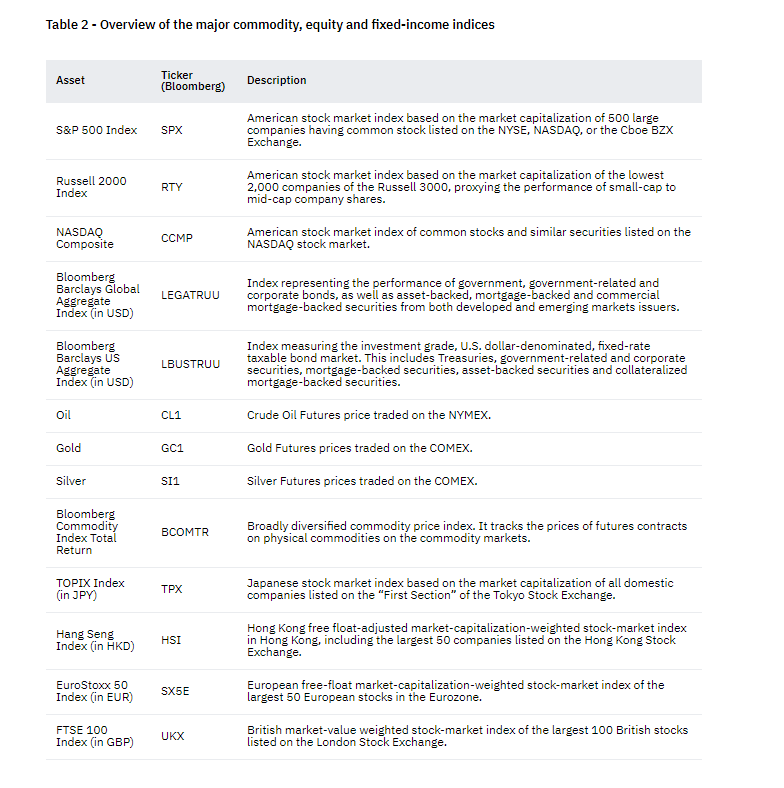 Table 2 - Overview of the major commodity, equity and fixed-income indices
Asset
Ticker
(Bloomberg)
Description
S&P 500 Index
SPX
American stock market index based on the market capitalization of 500 large
companies having common stock listed on the NYSE, NASDAQ, or the Cboe BZX
Exchange.
Russell 2000
Index
RTY
American stock market index based on the market capitalization of the lowest
2,000 companies of the Russell 3000, proxying the performance of small-cap to
mid-cap company shares.
NASDAQ
Composite
CCMP
American stock market index of common stocks and similar securities listed on the
NASDAQ stock market.
Bloomberg
Barclays Global
Aggregate
Index (in USD)
LEGATRUU
Index representing the performance of government, government-related and
corporate bonds, as well as asset-backed, mortgage-backed and commercial
mortgage-backed securities from both developed and emerging markets issuers.
Bloomberg
Barclays US
Aggregate
Index (in USD)
LBUSTRUU
Index measuring the investment grade, U.S. dollar-denominated, fixed-rate
taxable bond market. This includes Treasuries, government-related and corporate
securities, mortgage-backed securities, asset-backed securities and collateralized
mortgage-backed securities.
Oil
CL1
Crude Oil Futures price traded on the NYMEX.
Gold
GC1
Gold Futures prices traded on the COMEX.
Silver
SI1
Silver Futures prices traded on the COMEX.
Bloomberg
Commodity
Index Total
Return
BCOMTR
Broadly diversified commodity price index. It tracks the prices of futures contracts
on physical commodities on the commodity markets.
TOPIX Index
(in JPY)
TPX
Japanese stock market index based on the market capitalization of all domestic
companies listed on the “First Section” of the Tokyo Stock Exchange.
Hang Seng
Index (in HKD)
HSI
Hong Kong free float-adjusted market-capitalization-weighted stock-market index
in Hong Kong, including the largest 50 companies listed on the Hong Kong Stock
Exchange.
EuroStoxx 50
Index (in EUR)
SX5E
European free-float market-capitalization-weighted stock-market index of the
largest 50 European stocks in the Eurozone.
FTSE 100
Index (in GBP)
UKX
British market-value weighted stock-market index of the largest 100 British stocks
listed on the London Stock Exchange.